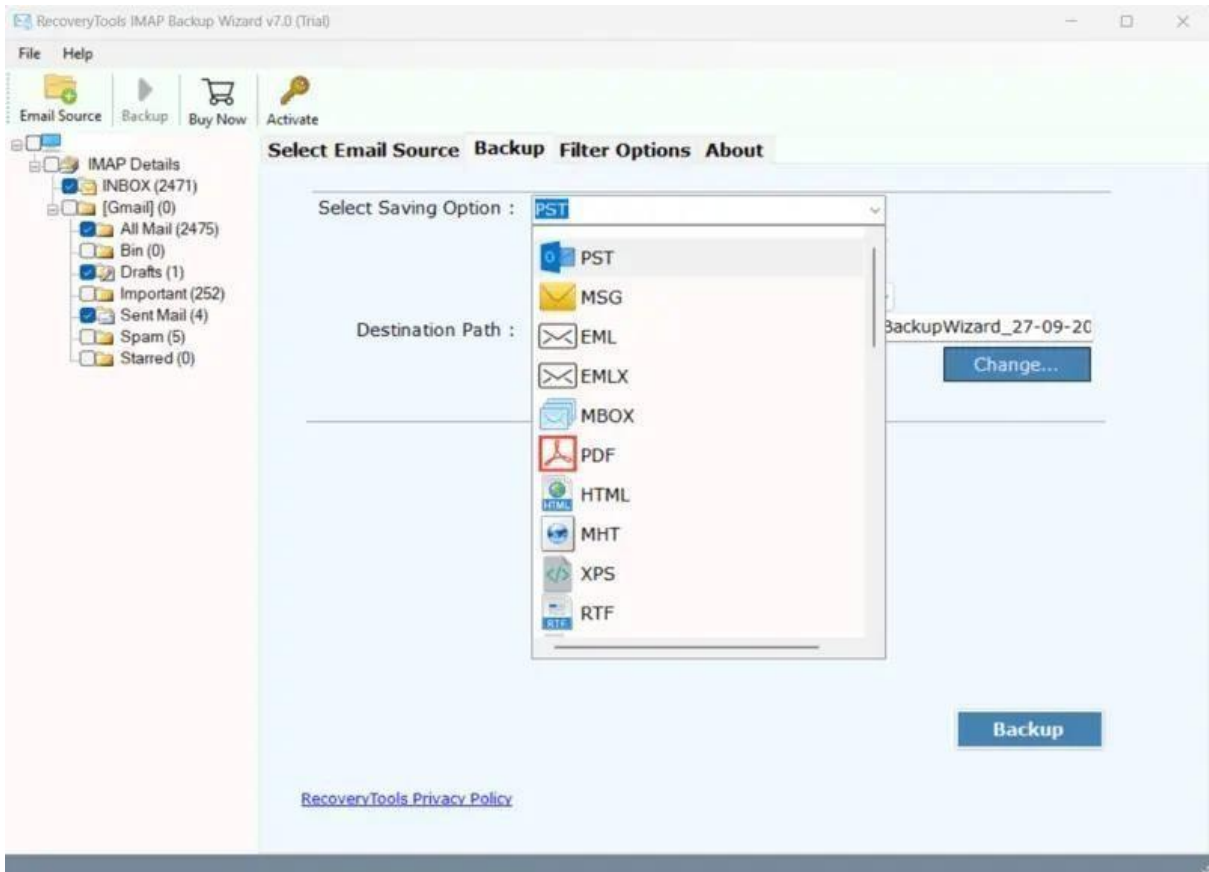 RecoveryTools IMAP Backup Wizard v7.0 (Trial)
File Help
Email Source Backup Buy Now Activate
IMAP Details
INBOX (2471)
[Gmail] (0)
All Mail (2475)
Bin (0)
Drafts (1)
Important (252)
Sent Mail (4)
Spam (5)
Starred (0)
Select Email Source Backup Filter Options About
Select Saving Option : PST
PST
MSG
EML
EMLX
MBOX
PDF
HTML
MHT
XPS
RTF
Destination Path : BackupWizard_27-09-20
Change...
Backup
RecoveryTools Privacy Policy